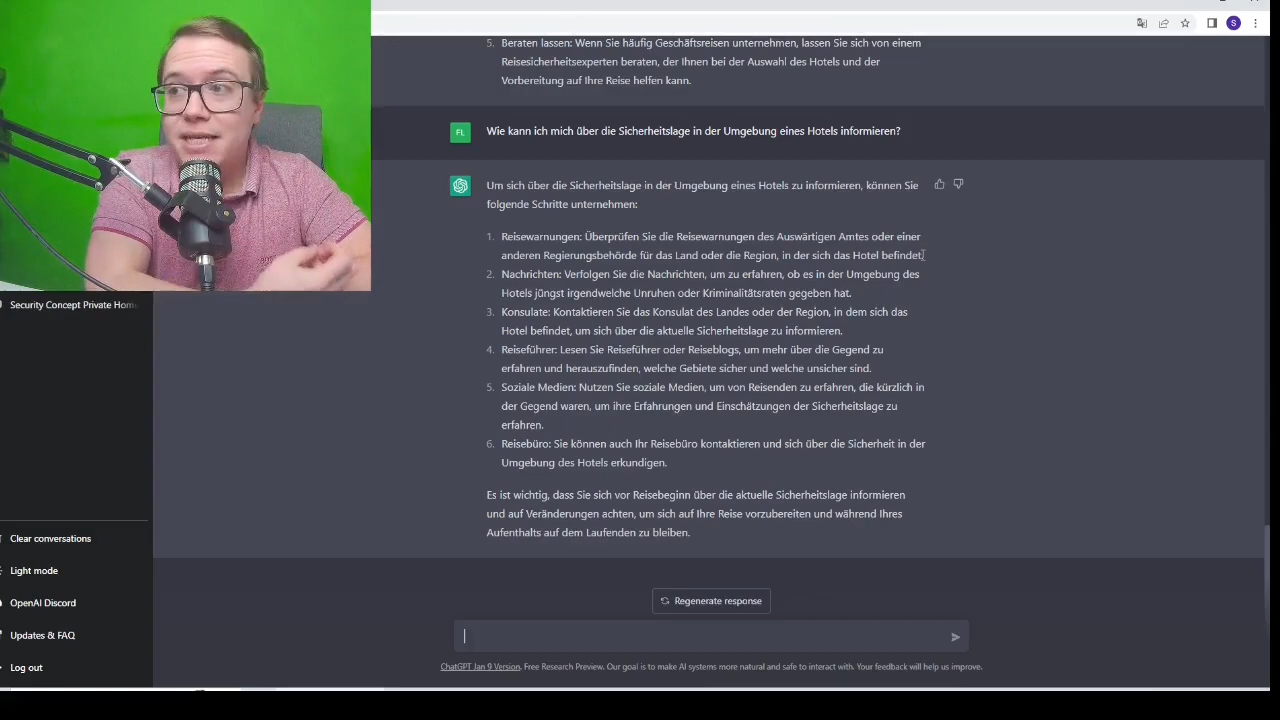 5. Beraten lassen: Wenn Sie häufig Geschäftsreisen unternehmen, lassen Sie sich von einem
Reisesicherheitsexperten beraten, der Ihnen bei der Auswahl des Hotels und der
Vorbereitung auf Ihre Reise helfen kann.
FL
Wie kann ich mich über die Sicherheitslage in der Umgebung eines Hotels informieren?
Um sich über die Sicherheitslage in der Umgebung eines Hotels zu informieren, können Sie
folgende Schritte unternehmen:
1. Reisewarnungen: Überprüfen Sie die Reisewarnungen des Auswärtigen Amtes oder einer
anderen Regierungsbehörde für das Land oder die Region, in der sich das Hotel befindet.
2. Nachrichten: Verfolgen Sie die Nachrichten, um zu erfahren, ob es in der Umgebung des
Hotels jüngst irgendwelche Unruhen oder Kriminalitätsraten gegeben hat.
3. Konsulate: Kontaktieren Sie das Konsulat des Landes oder der Region, in dem sich das
Hotel befindet, um sich über die aktuelle Sicherheitslage zu informieren.
4. Reiseführer: Lesen Sie Reiseführer oder Reiseblogs, um mehr über die Gegend zu
erfahren und herauszufinden, welche Gebiete sicher und welche unsicher sind.
5. Soziale Medien: Nutzen Sie soziale Medien, um von Reisenden zu erfahren, die kürzlich in
der Gegend waren, um ihre Erfahrungen und Einschätzungen der Sicherheitslage zu
erfahren.
6. Reisebüro: Sie können auch Ihr Reisebüro kontaktieren und sich über die Sicherheit in der
Umgebung des Hotels erkundigen.
Es ist wichtig, dass Sie sich vor Reisebeginn über die aktuelle Sicherheitslage informieren
und auf Veränderungen achten, um sich auf Ihre Reise vorzubereiten und während Ihres
Aufenthalts auf dem Laufenden zu bleiben.
Security Concept Private Hom
Clear conversations
Light mode
OpenAI Discord
Updates & FAQ
Log out
Regenerate response
ChatGPT Jan 9 Version. Free Research Preview. Our goal is to make AI systems more natural and safe to interact with. Your feedback will help us improve.
S